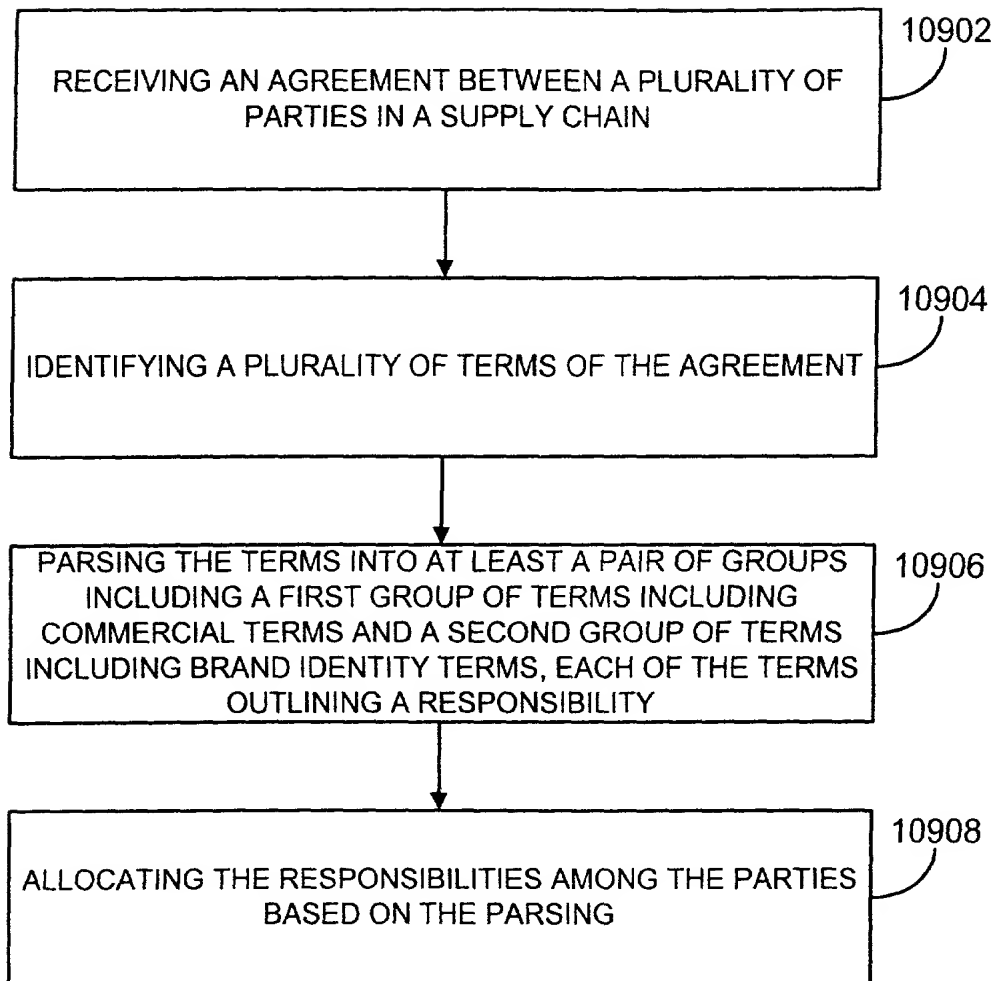 10902
RECEIVING AN AGREEMENT BETWEEN A PLURALITY OF
PARTIES IN A SUPPLY CHAIN
10904
IDENTIFYING A PLURALITY OF TERMS OF THE AGREEMENT
10906
PARSING THE TERMS INTO AT LEAST A PAIR OF GROUPS
INCLUDING A FIRST GROUP OF TERMS INCLUDING
COMMERCIAL TERMS AND A SECOND GROUP OF TERMS
INCLUDING BRAND IDENTITY TERMS, EACH OF THE TERMS
OUTLINING A RESPONSIBILITY
10908
ALLOCATING THE RESPONSIBILITIES AMONG THE PARTIES
BASED ON THE PARSING